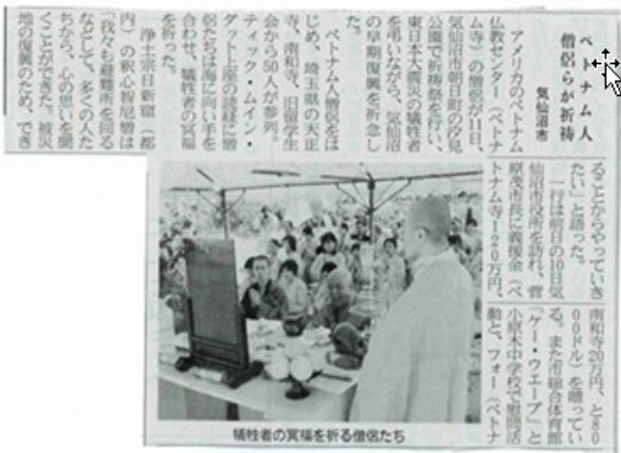 ベトナム人
僧侶らが祈祷
気仙沼市
アメリカのベトナム
仏教センター（ベトナ
ム寺）の僧侶が11日、
気仙沼市朝日町の汐見
公園で祈祷祭を行い、
東日本大震災の犠牲者
を弔いながら、気仙沼
の早期復興を祈念し
た。
ベトナム人僧侶をは
じめ、埼玉県の天正
寺、南和寺、旧留学生
会から50人が参列。
ティック・ムイン・
ダット上座の読経に僧
侶たちは海に向い手を
合わせ、犠牲者の冥福
を祈った。
浄土宗日新窟（都
内）の釈心智尼僧は
「我々も避難所を回る
などして、多くの人た
ちから、心の思いを聞
くことができた。被災
地の復興のため、でき
ることからやっていき
たい」と語った。
一行は前日の10日気
仙沼市役所を訪れ、菅
原茂市長に義援金（ベ
トナム寺120万円、
南和寺20万円、と80
00ドル）を贈ってい
る。また市総合体育館
「ケー・ウエーブ」と
小原木中学校で慰問活
動と、フォー（ベトナ
犠牲者の冥福を祈る僧侶たち